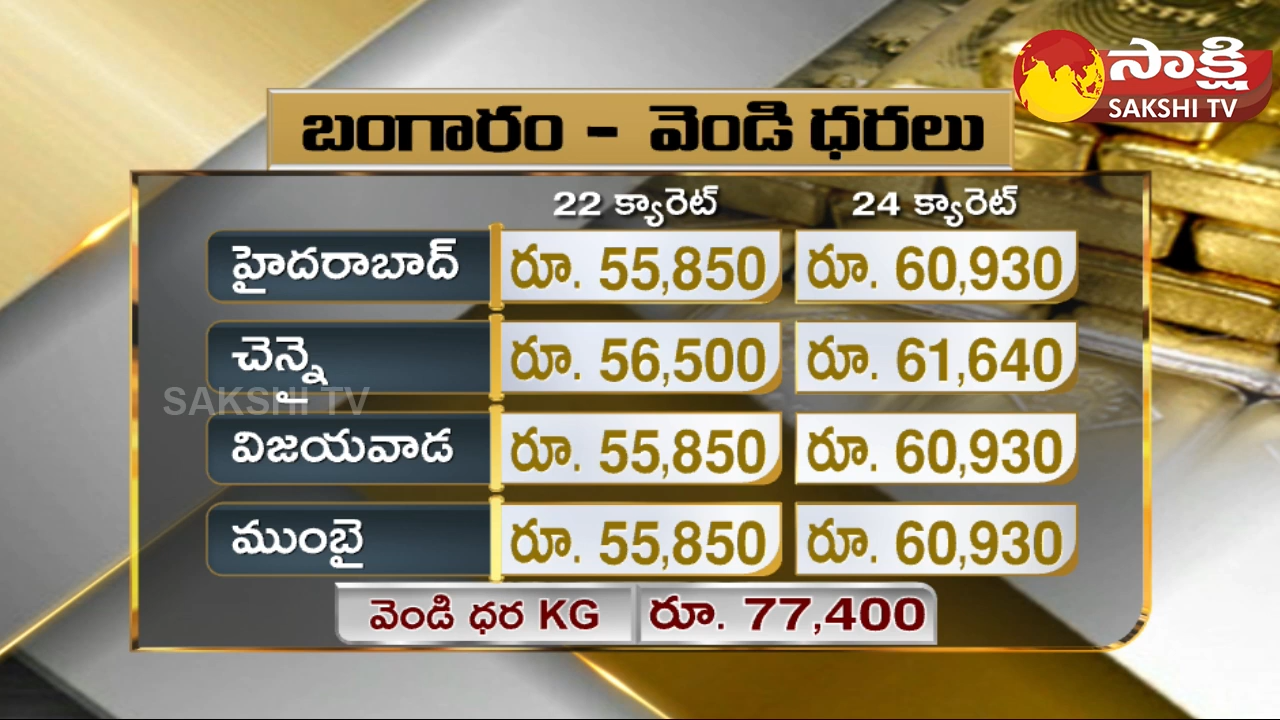 సాక్షి
SAKSHI TV
బంగారం - వెండి ధరలు
22 క్యారెట్ 24 క్యారెట్
హైదరాబాద్ రూ. 55,850 రూ. 60,930
చెన్నై రూ. 56,500 రూ. 61,640
SAKSHI TV
విజయవాడ రూ. 55,850 రూ. 60,930
ముంబై రూ. 55,850 రూ. 60,930
వెండి ధర KG రూ. 77,400